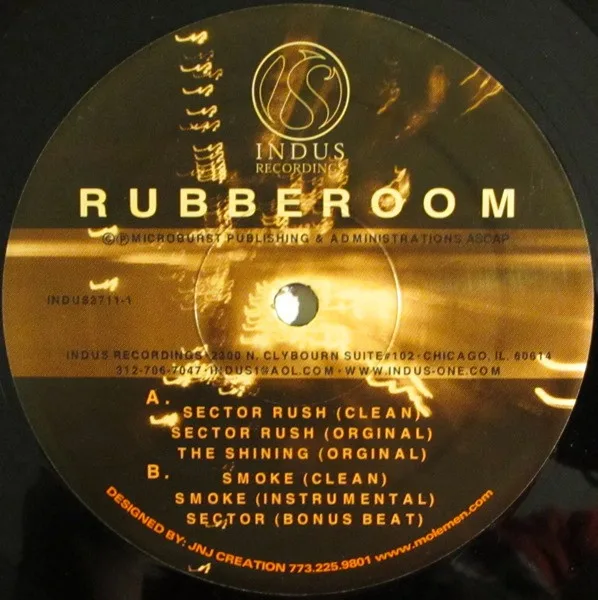 INDUS
RECORDINGS
RUBBEROOM
©℗MICROBURST PUBLISHING & ADMINISTRATIONS ASCAP
INDUS3711-1
INDUS RECORDINGS·2300 N. CLYBOURN SUITE#102·CHICAGO, IL. 60614
312-706-7047·INDUS1@AOL.COM·WWW.INDUS-ONE.COM
A.
SECTOR RUSH (CLEAN)
SECTOR RUSH (ORGINAL)
THE SHINING (ORGINAL)
B.
SMOKE (CLEAN)
SMOKE (INSTRUMENTAL)
SECTOR (BONUS BEAT)
DESIGNED BY: JNJ CREATION 773.225.9801 www.molemen.com